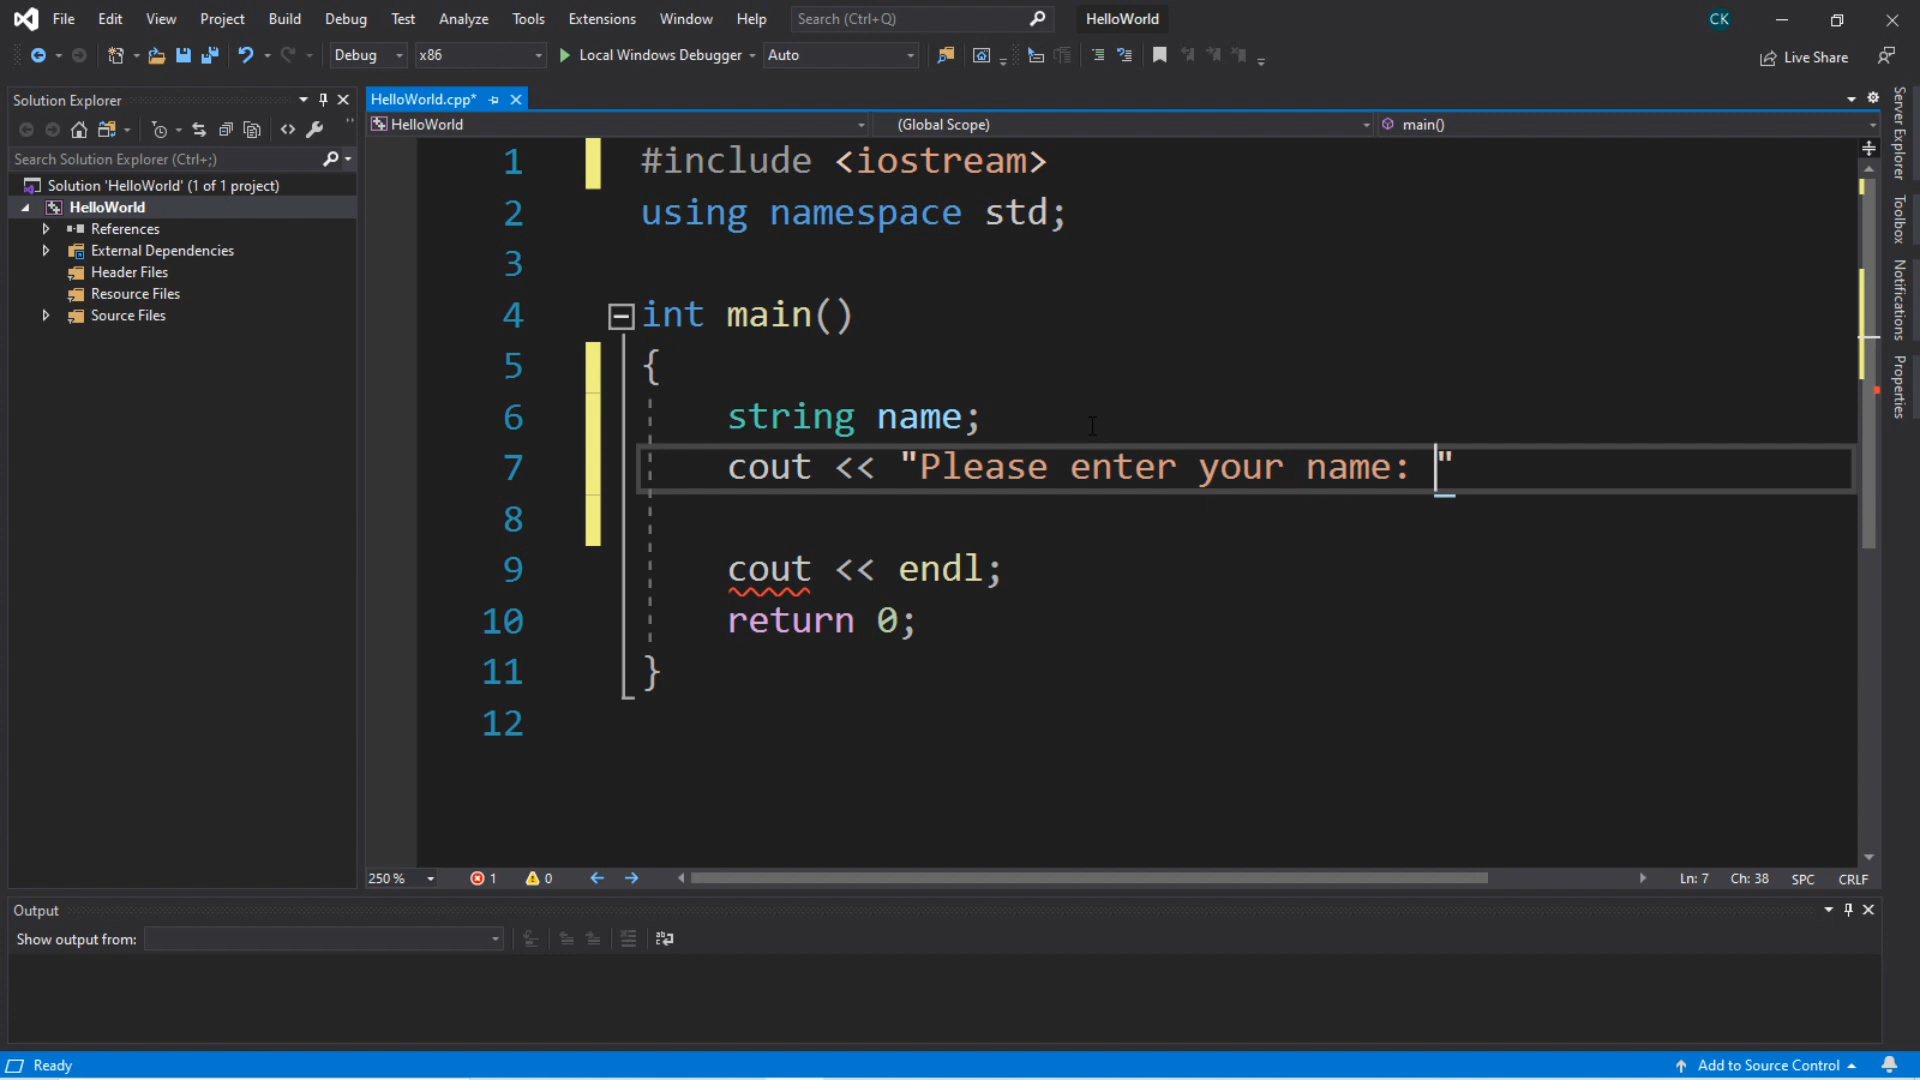 File Edit View Project Build Debug Test Analyze Tools Extensions Window Help Search (Ctrl+Q) HelloWorld CK
Debug x86 Local Windows Debugger Auto Live Share
Solution Explorer
Search Solution Explorer (Ctrl+;)
Solution 'HelloWorld' (1 of 1 project)
HelloWorld
References
External Dependencies
Header Files
Resource Files
Source Files
HelloWorld.cpp*
HelloWorld (Global Scope) main()
1 #include <iostream>
2 using namespace std;
3
4 int main()
5 {
6 string name;
7 cout << "Please enter your name: "
8
9 cout << endl;
10 return 0;
11 }
12
250 % 1 0 Ln: 7 Ch: 38 SPC CRLF
Server Explorer
Toolbox
Notifications
Properties
Output
Show output from:
Ready Add to Source Control